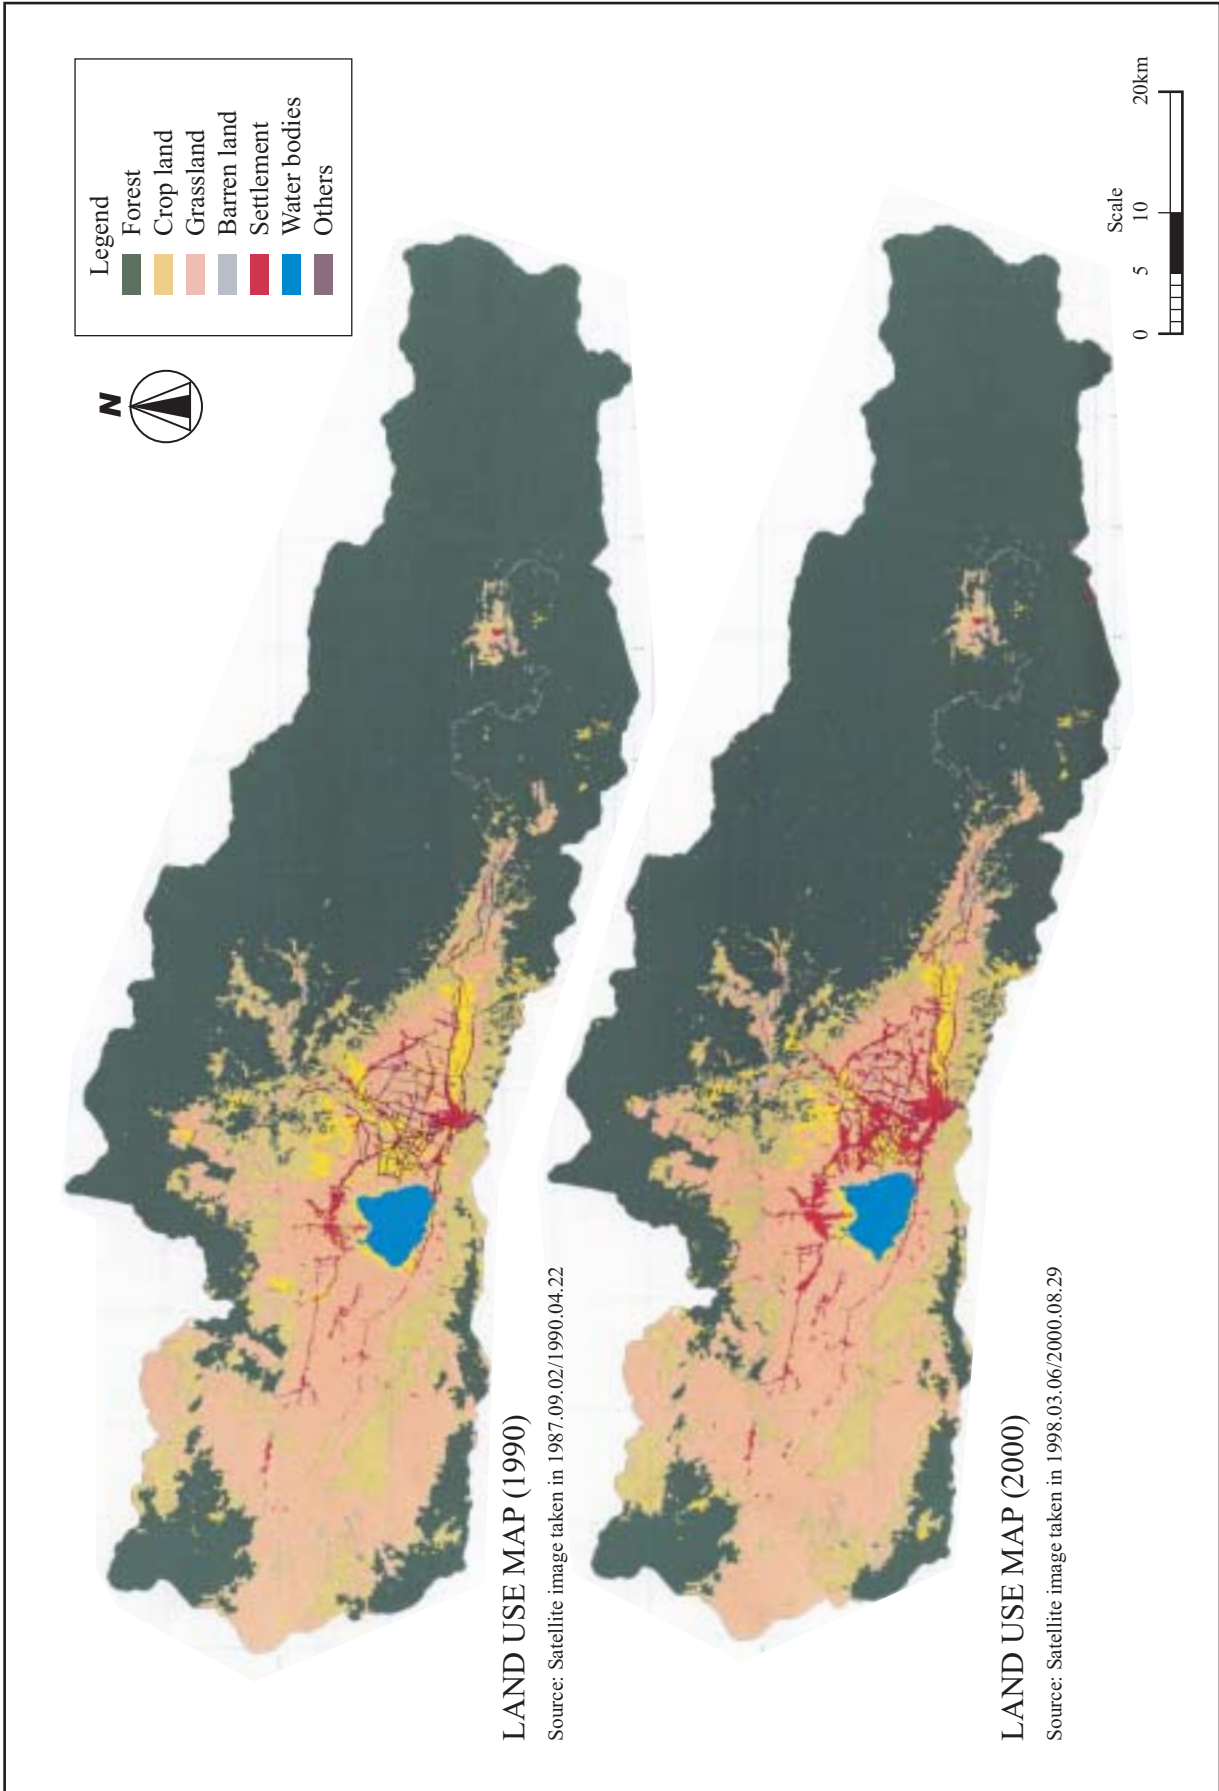 Legend
Forest
Crop land
Grassland
Barren land
Settlement
Water bodies
Others
N
LAND USE MAP (1990)
Source: Satellite image taken in 1987.09.02/1990.04.22
LAND USE MAP (2000)
Source: Satellite image taken in 1998.03.06/2000.08.29
Scale
0 5 10 20km